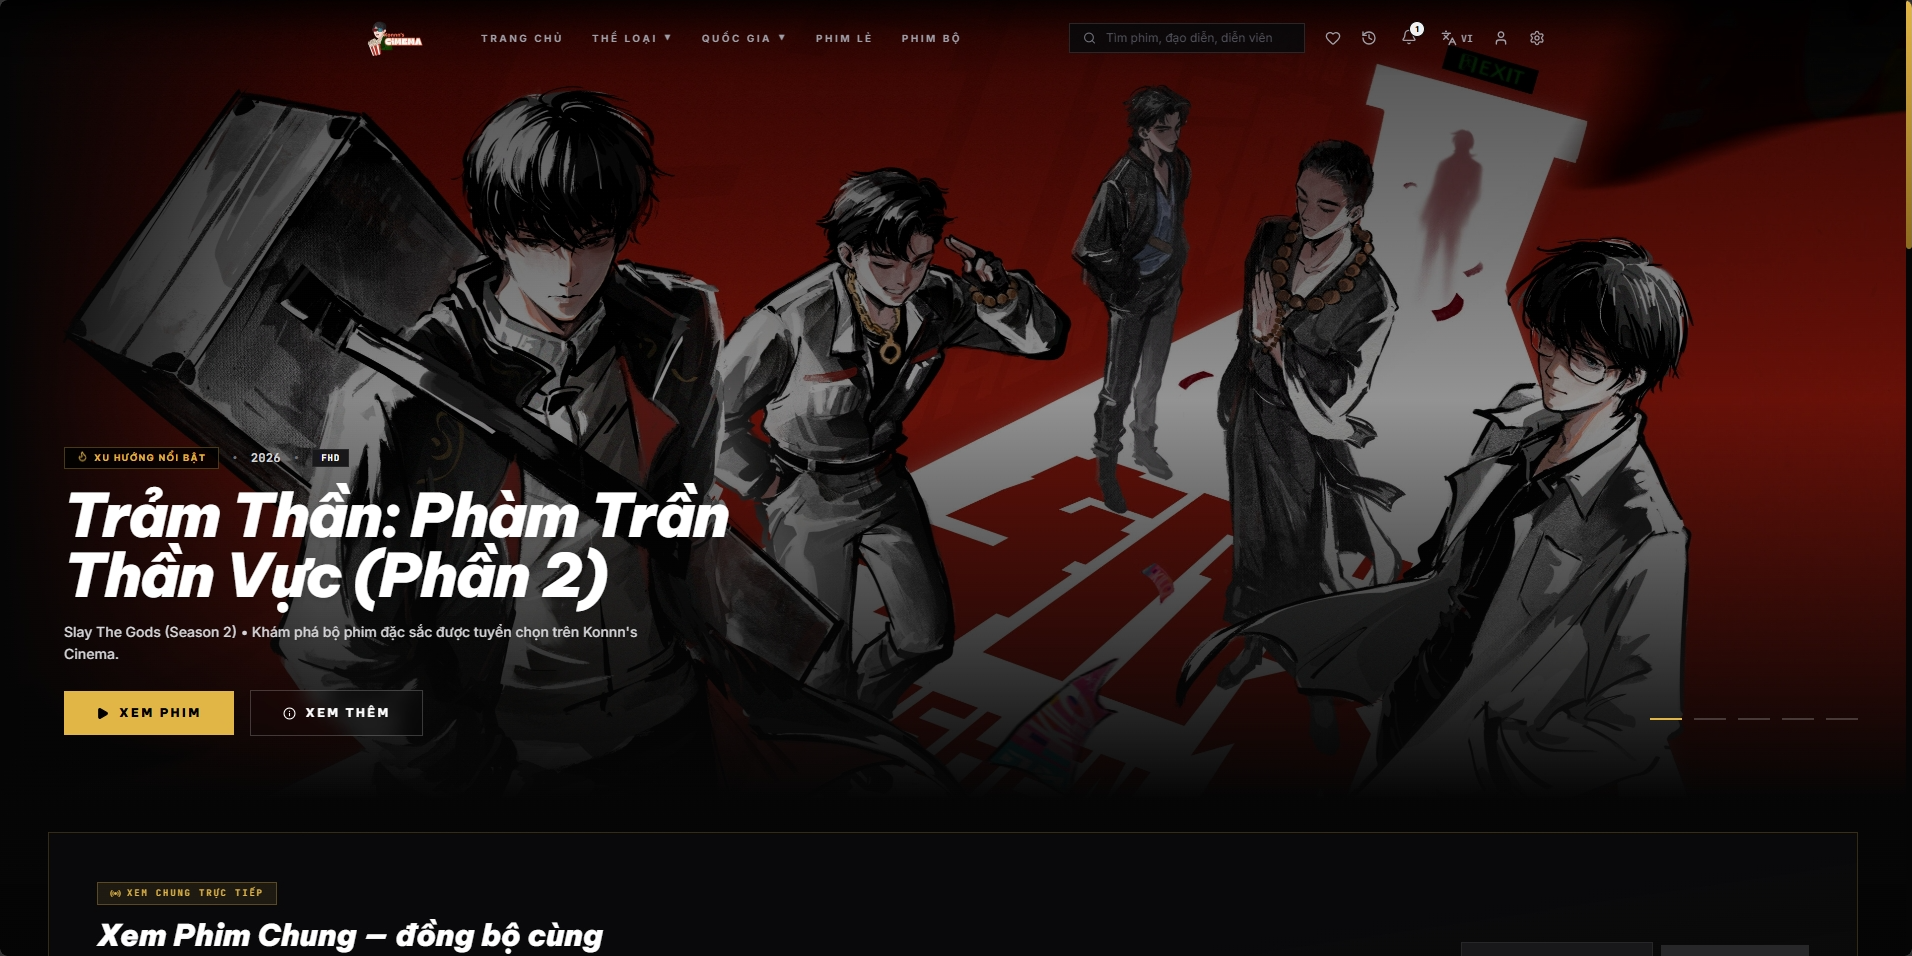 Konnn's
CINEMA
TRANG CHỦ
THỂ LOẠI ▼
QUỐC GIA ▼
PHIM LẺ
PHIM BỘ
Tìm phim, đạo diễn, diễn viên
1
VI
EXIT
XU HƯỚNG NỔI BẬT
• 2026 •
FHD
Trảm Thần: Phàm Trần
Thần Vực (Phần 2)
Slay The Gods (Season 2) • Khám phá bộ phim đặc sắc được tuyển chọn trên Konnn's
Cinema.
XEM PHIM
XEM THÊM
XEM CHUNG TRỰC TIẾP
Xem Phim Chung — đồng bộ cùng